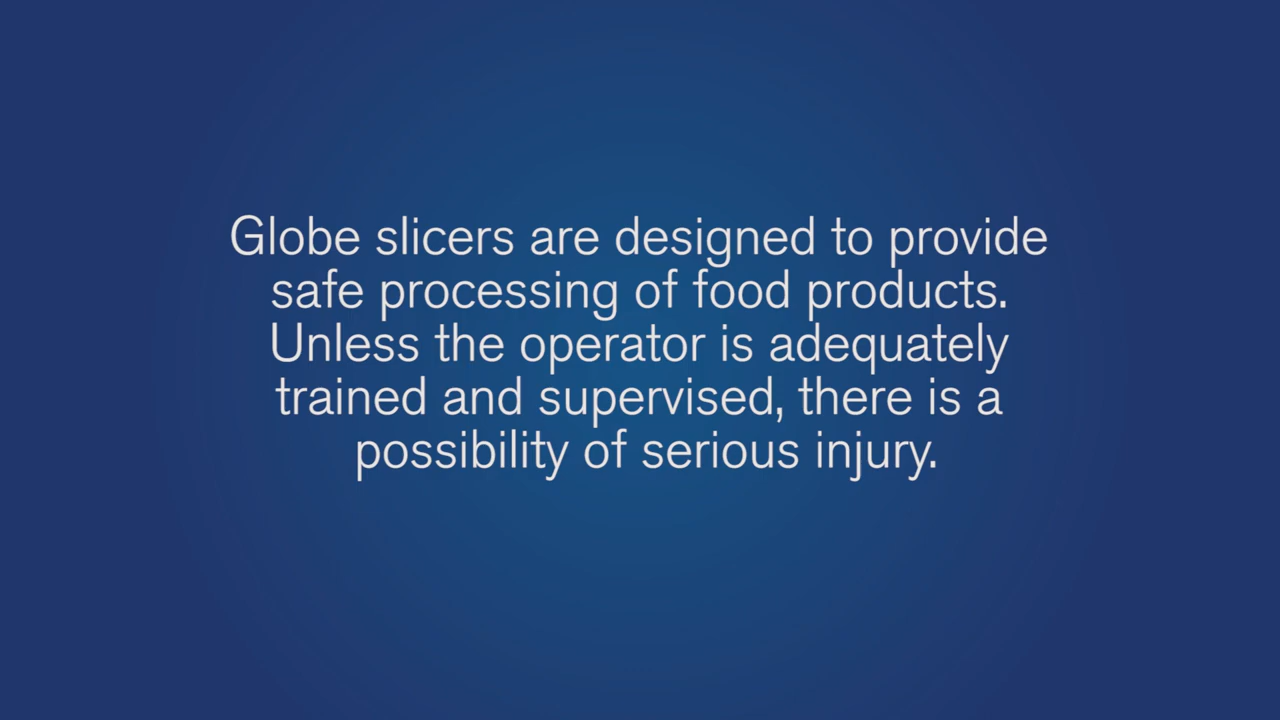 Globe slicers are designed to provide
safe processing of food products.
Unless the operator is adequately
trained and supervised, there is a
possibility of serious injury.